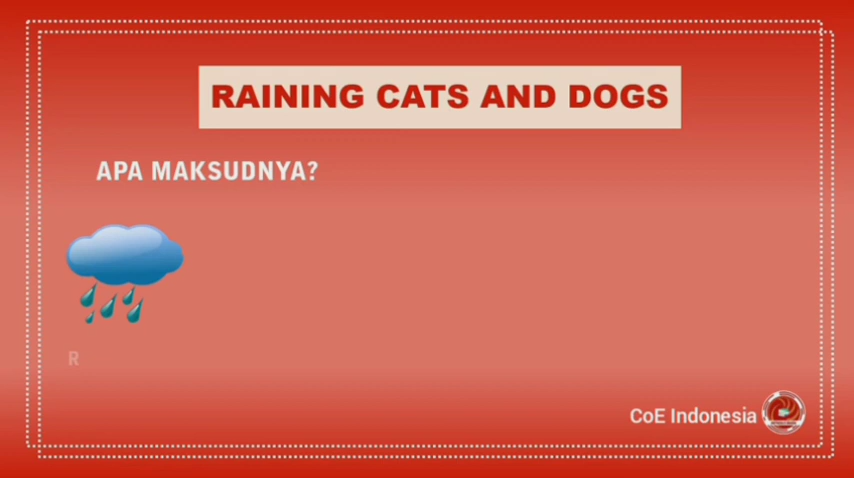 RAINING CATS AND DOGS
APA MAKSUDNYA?
R
CoE Indonesia